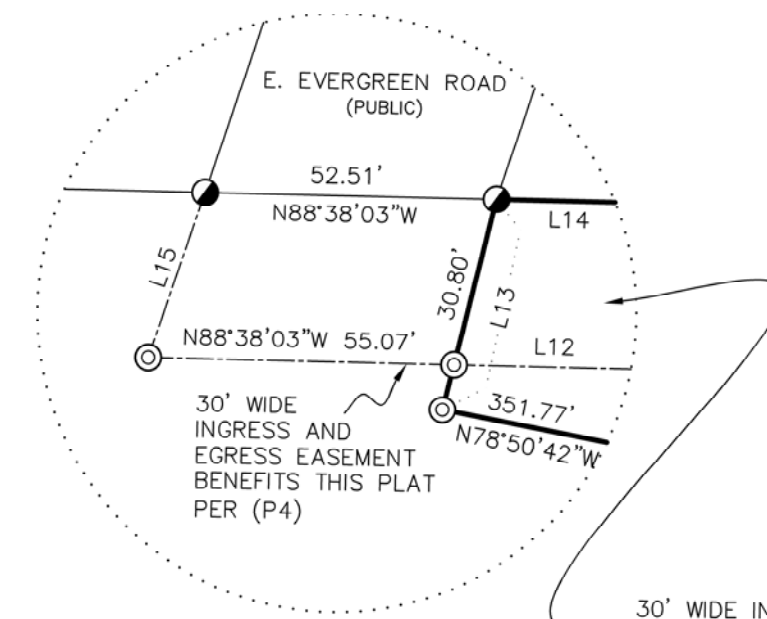 E. EVERGREEN ROAD
(PUBLIC)
52.51'
N88°38'03"W
L14
L15
30.80'
L13
N88°38'03"W 55.07'
L12
30' WIDE
INGRESS AND
EGRESS EASEMENT
BENEFITS THIS PLAT
PER (P4)
351.77'
N78°50'42"W
30' WIDE IN